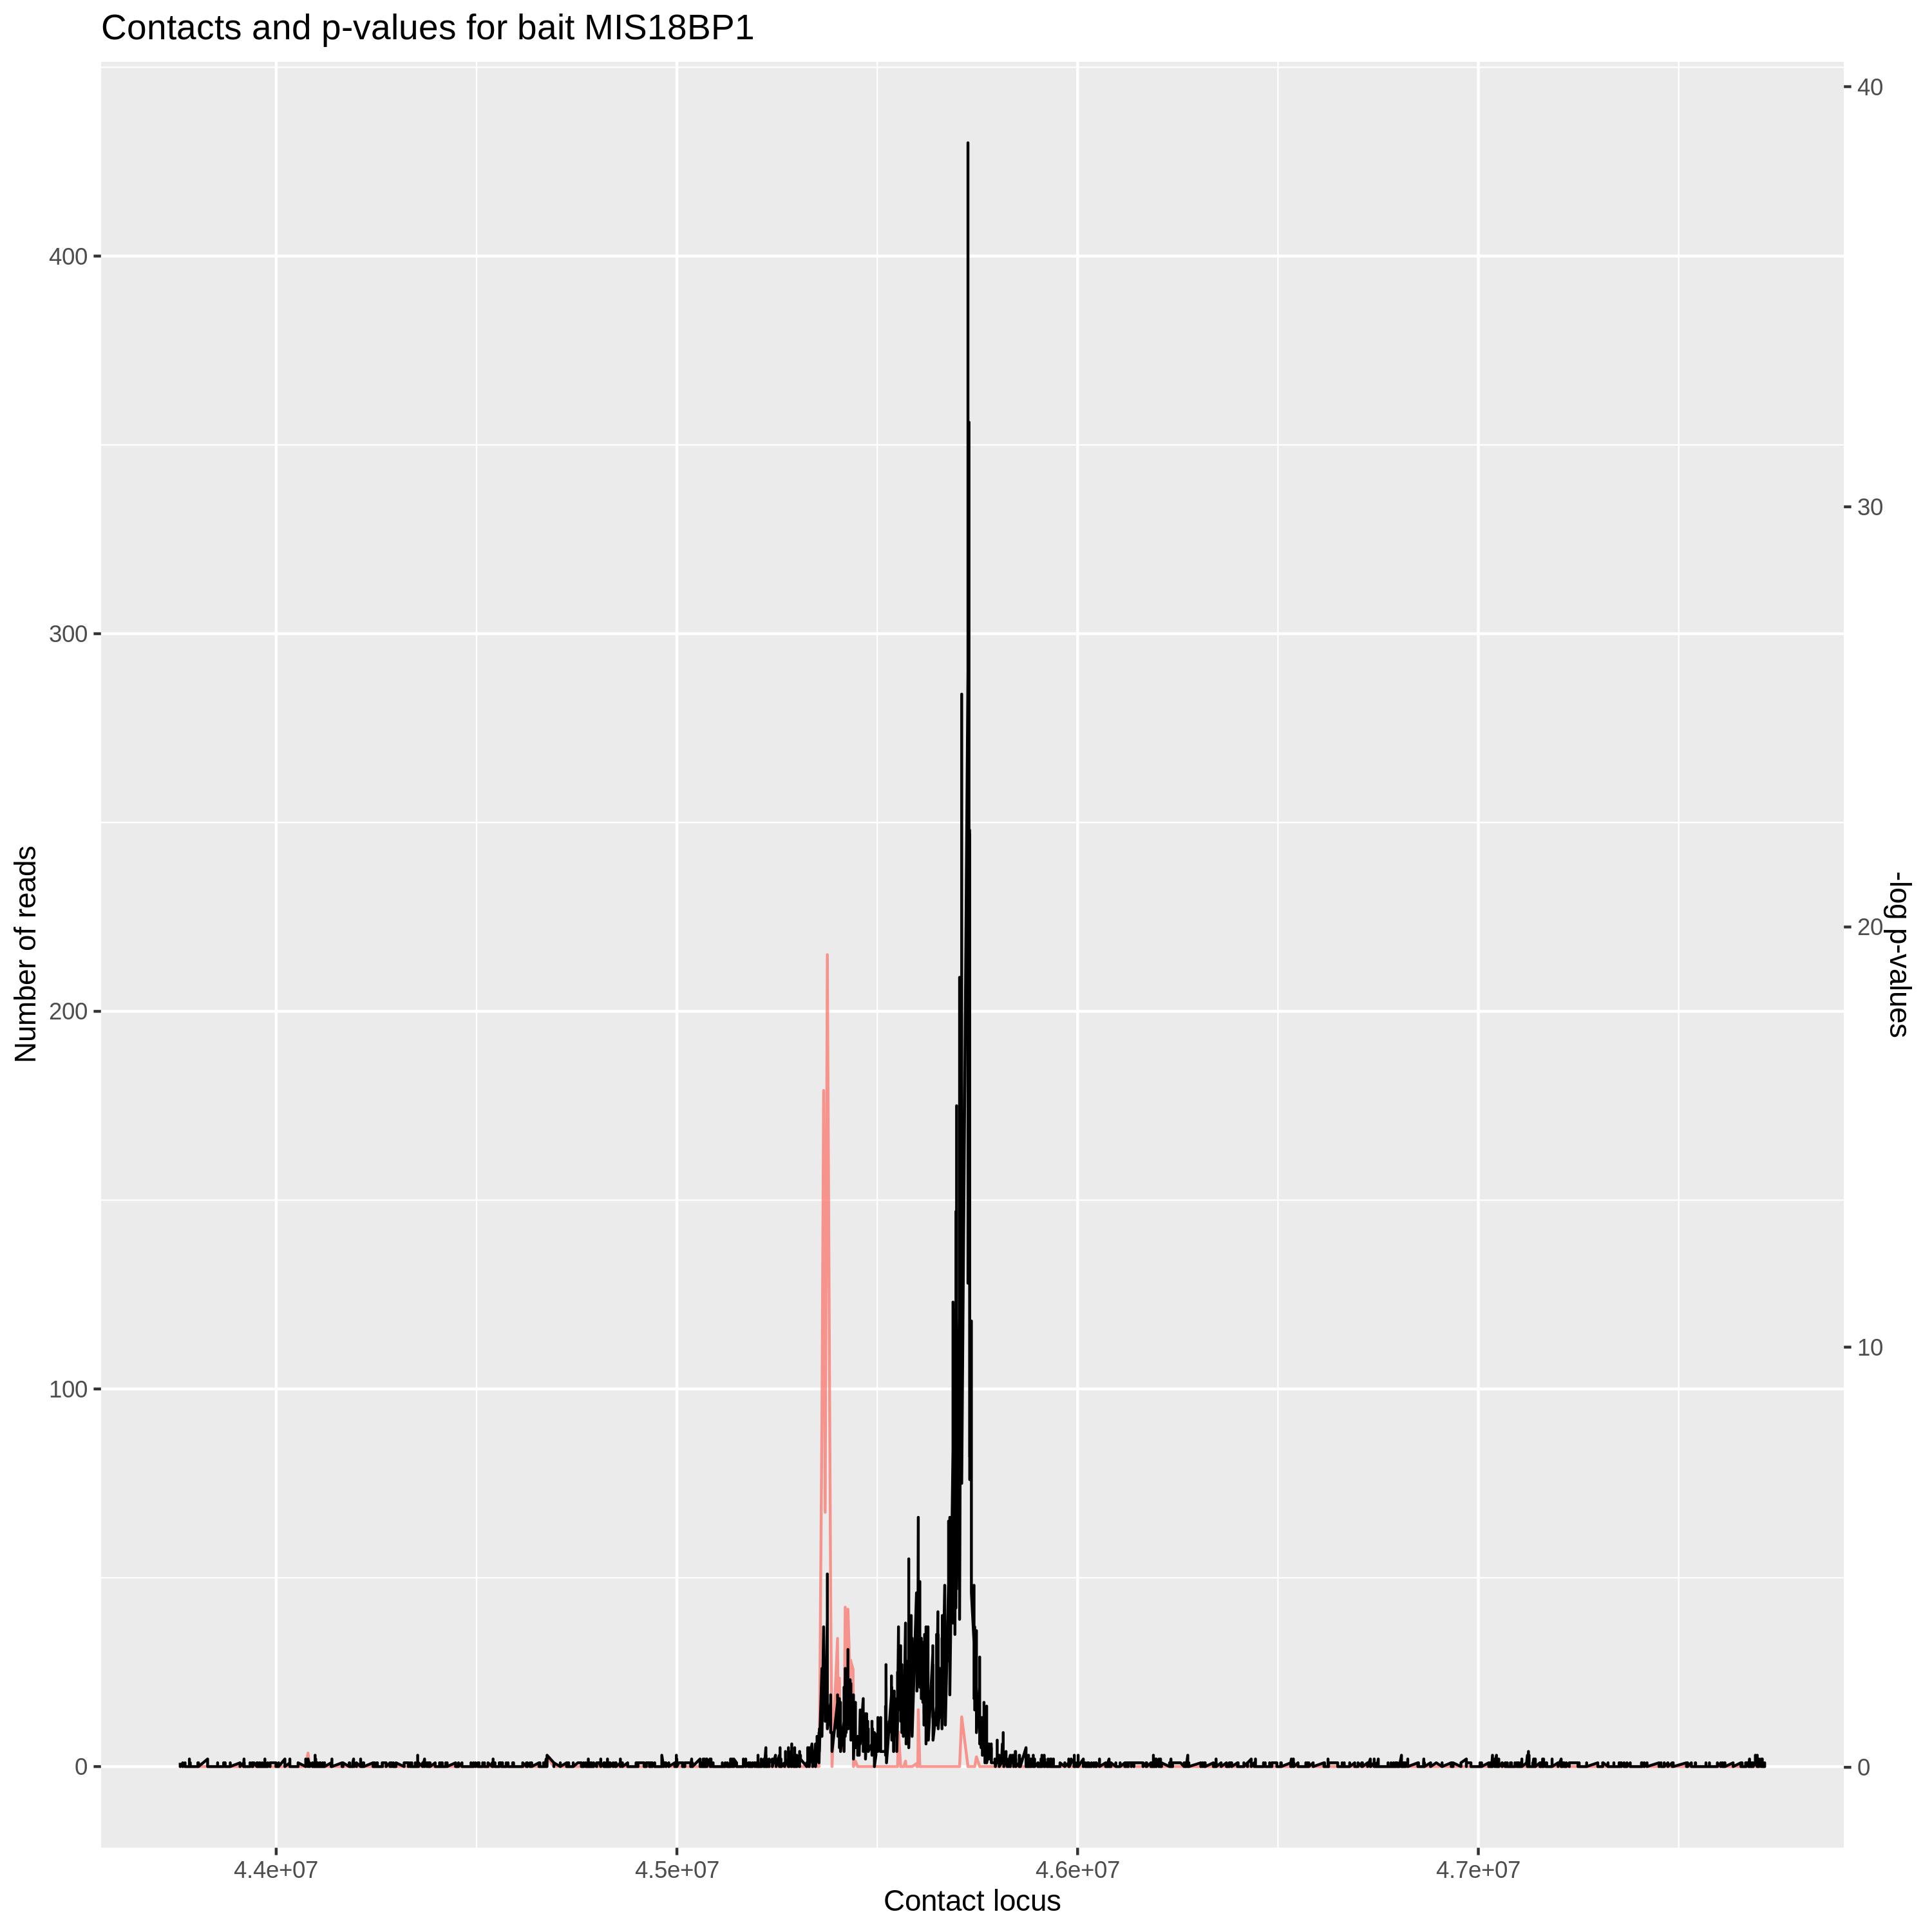 Contacts and p-values for bait MIS18BP1
Number of reads
400
300
200
100
0
40
30
20
10
0
-log p-values
4.4e+07
4.5e+07
4.6e+07
4.7e+07
Contact locus